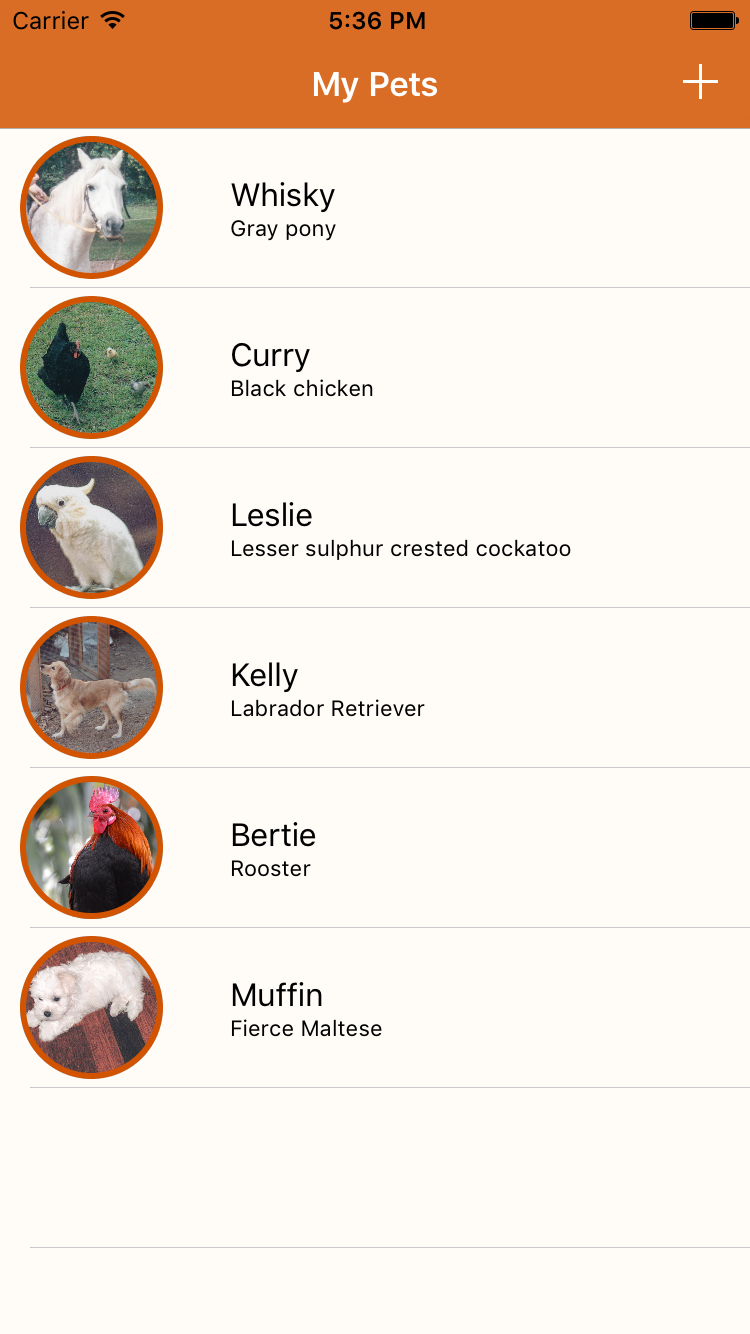 Carrier 5:36 PM
My Pets
Whisky
Gray pony
Curry
Black chicken
Leslie
Lesser sulphur crested cockatoo
Kelly
Labrador Retriever
Bertie
Rooster
Muffin
Fierce Maltese